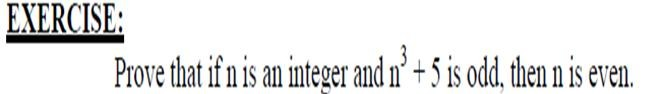 EXERCISE:
Prove that if n is an integer and n³ + 5 is odd, then n is even.